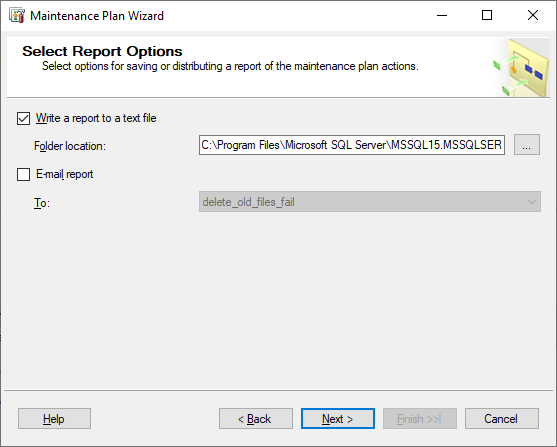 Maintenance Plan Wizard
Select Report Options
Select options for saving or distributing a report of the maintenance plan actions.
Write a report to a text file
Folder location: C:\Program Files\Microsoft SQL Server\MSSQL15.MSSQLSER ...
E-mail report
To: delete_old_files_fail
Help < Back Next > Finish >>| Cancel